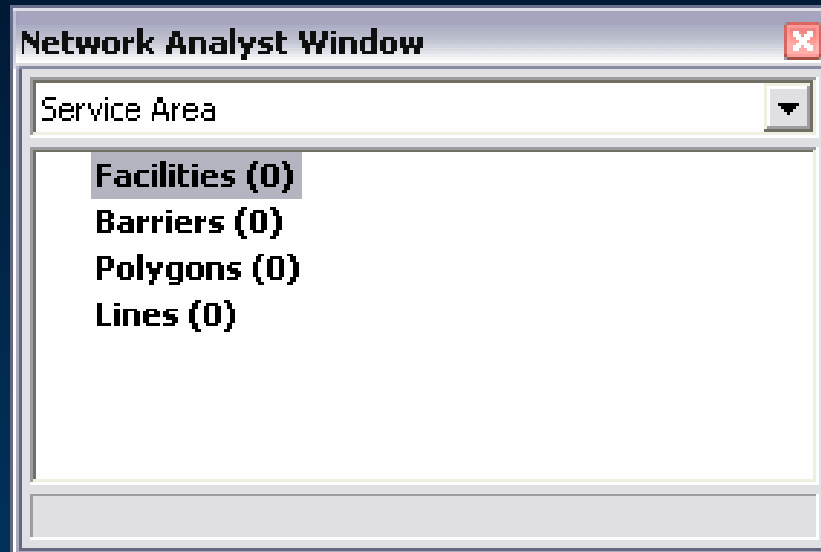 Network Analyst Window
Service Area
Facilities (0)
Barriers (0)
Polygons (0)
Lines (0)